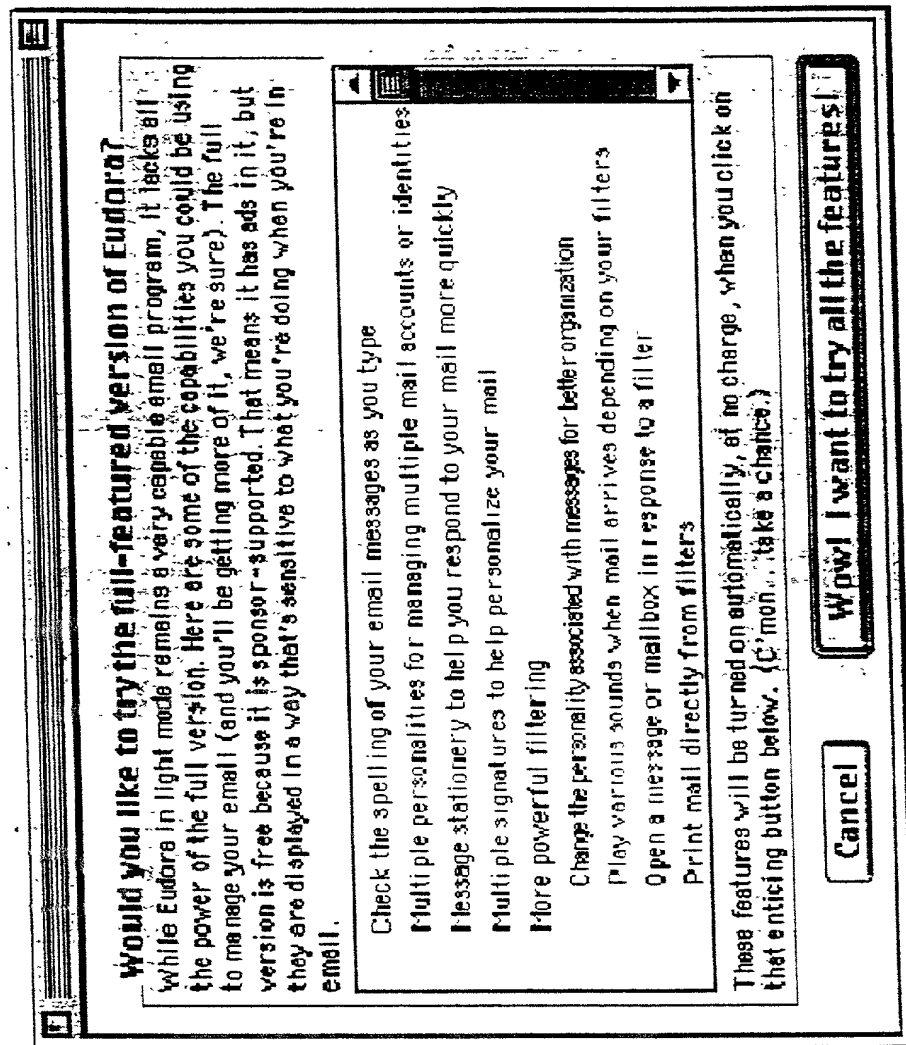 Would you like to try the full-featured version of Eudora?
While Eudora in light mode remains a very capable email program, it lacks all
the power of the full version. Here are some of the capabilities you could be using
to manage your email (and you'll be getting more of it, we're sure). The full
version is free because it is sponsor-supported. That means it has ads in it, but
they are displayed in a way that's sensitive to what you're doing when you're in
email.
Check the spelling of your email messages as you type
Multiple personalities for managing multiple mail accounts or identities
Message stationery to help you respond to your mail more quickly
Multiple signatures to help personalize your mail
More powerful filtering
Change the personality associated with messages for better organization
Play various sounds when mail arrives depending on your filters
Open a message or mailbox in response to a filter
Print mail directly from filters
These features will be turned on automatically, at no charge, when you click on
that enticing button below. (C'mon... take a chance.)
Cancel
Wow! I want to try all the features!